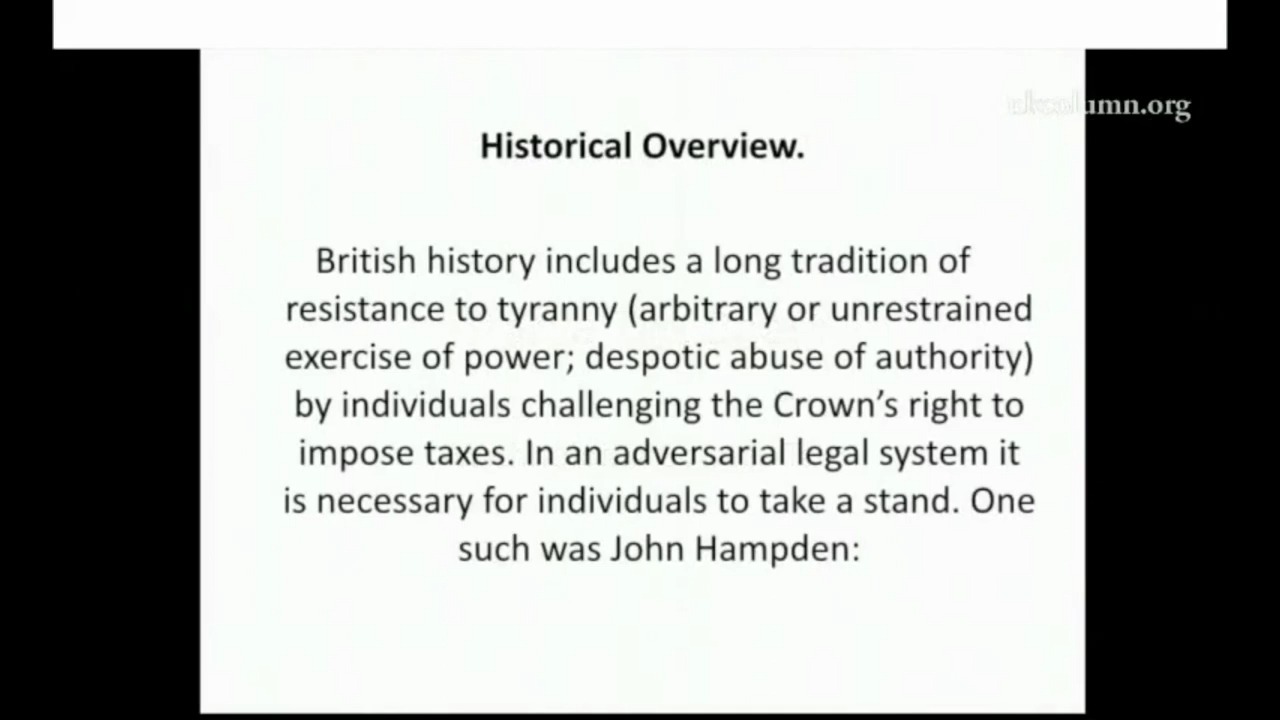 umn.org
Historical Overview.
British history includes a long tradition of
resistance to tyranny (arbitrary or unrestrained
exercise of power; despotic abuse of authority)
by individuals challenging the Crown’s right to
impose taxes. In an adversarial legal system it
is necessary for individuals to take a stand. One
such was John Hampden: